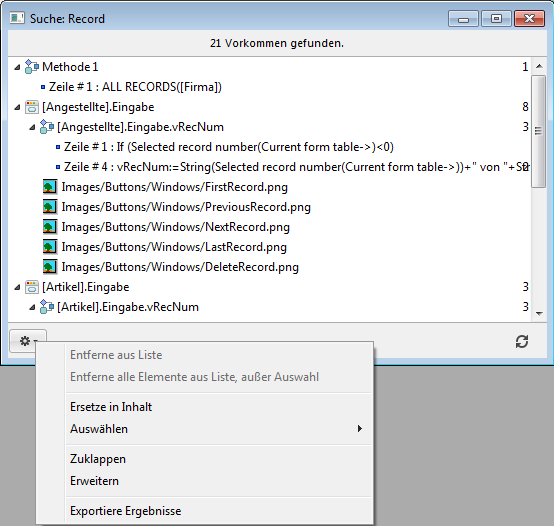 Suche: Record
21 Vorkommen gefunden.
Methode1 1
Zeile #1 : ALL RECORDS([Firma])
[Angestellte].Eingabe 8
[Angestellte].Eingabe.vRecNum 3
Zeile #1 : If (Selected record number(Current form table->)<0)
Zeile #4 : vRecNum:=String(Selected record number(Current form table->))+" von "+Str
Images/Buttons/Windows/FirstRecord.png
Images/Buttons/Windows/PreviousRecord.png
Images/Buttons/Windows/NextRecord.png
Images/Buttons/Windows/LastRecord.png
Images/Buttons/Windows/DeleteRecord.png
[Artikel].Eingabe 3
[Artikel].Eingabe.vRecNum 3
Entferne aus Liste
Entferne alle Elemente aus Liste, außer Auswahl
Ersetze in Inhalt
Auswählen
Zuklappen
Erweitern
Exportiere Ergebnisse